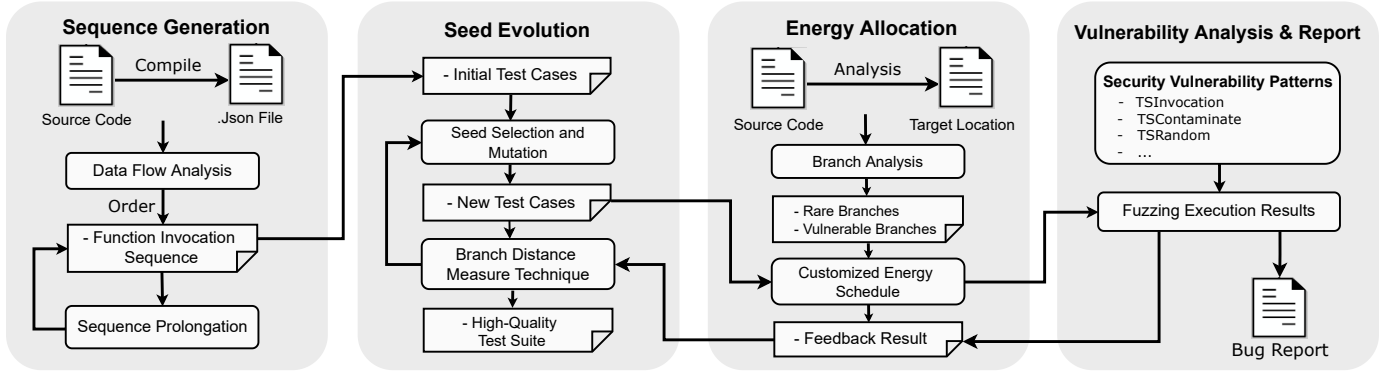 Sequence Generation
Compile
Source Code
.Json File
Data Flow Analysis
Order
- Function Invocation
Sequence
Sequence Prolongation
Seed Evolution
- Initial Test Cases
Seed Selection and
Mutation
- New Test Cases
Branch Distance
Measure Technique
- High-Quality
Test Suite
Energy Allocation
Analysis
Source Code
Target Location
Branch Analysis
- Rare Branches
- Vulnerable Branches
Customized Energy
Schedule
- Feedback Result
Vulnerability Analysis & Report
Security Vulnerability Patterns
- TSInvocation
- TSContaminate
- TSRandom
- ...
Fuzzing Execution Results
Bug Report